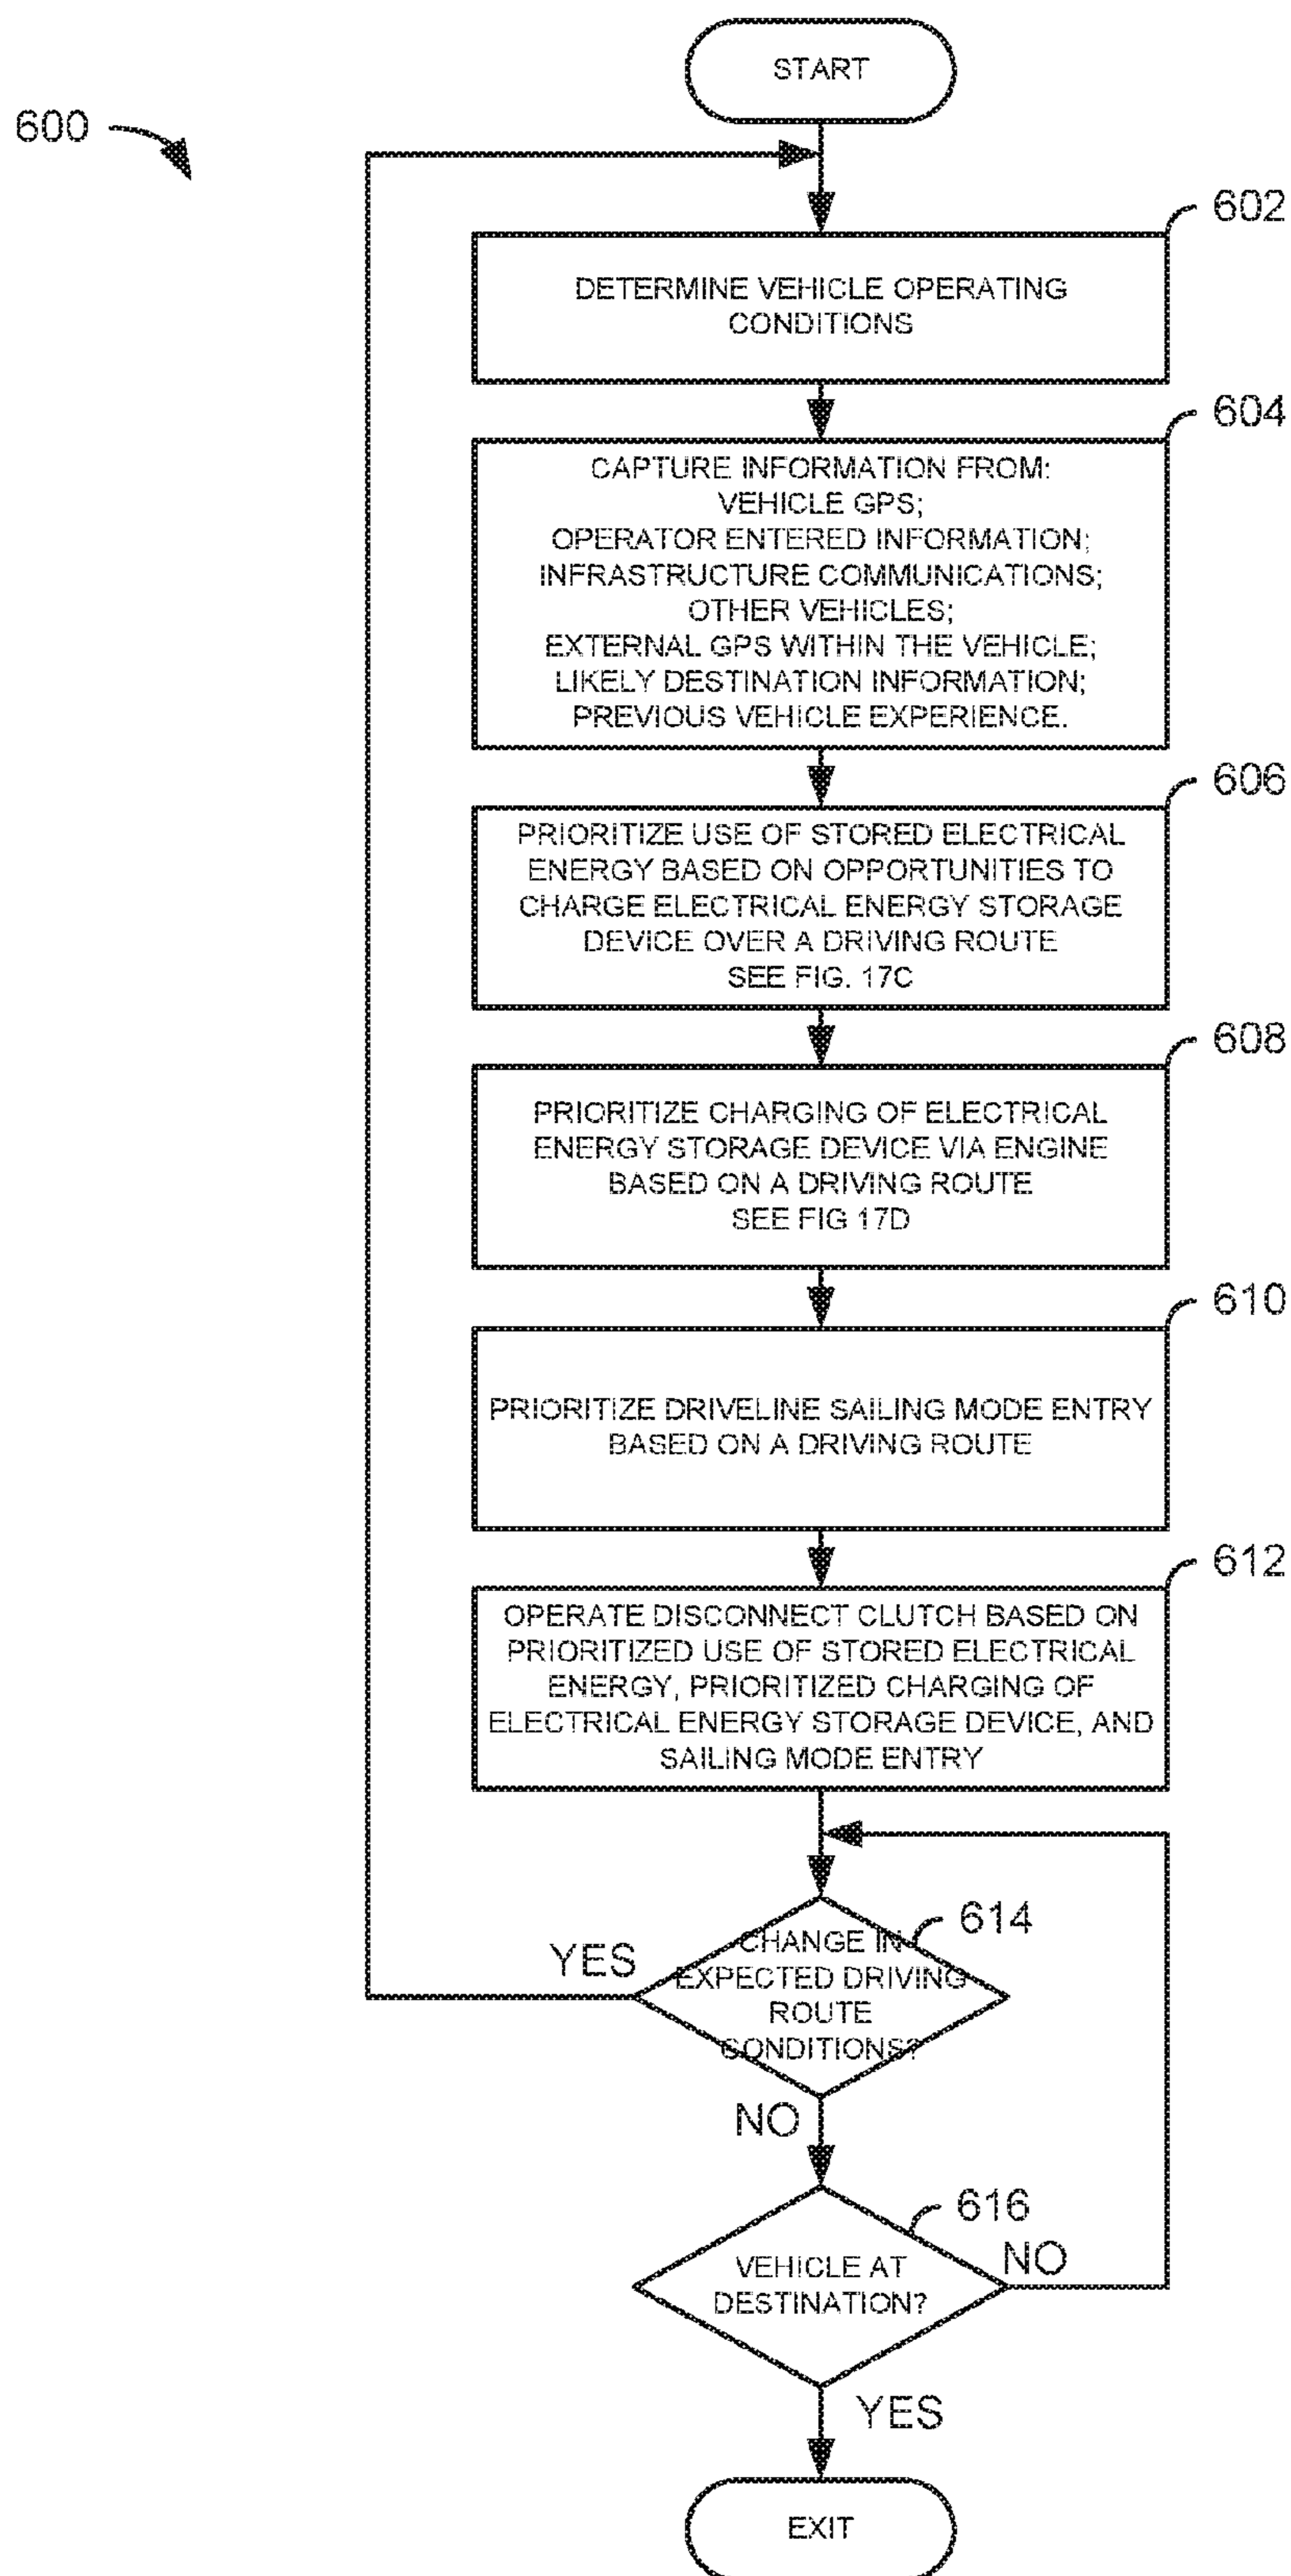 START
600
602
DETERMINE VEHICLE OPERATING
CONDITIONS
604
CAPTURE INFORMATION FROM:
VEHICLE GPS;
OPERATOR ENTERED INFORMATION;
INFRASTRUCTURE COMMUNICATIONS;
OTHER VEHICLES;
EXTERNAL GPS WITHIN THE VEHICLE;
LIKELY DESTINATION INFORMATION;
PREVIOUS VEHICLE EXPERIENCE.
606
PRIORITIZE USE OF STORED ELECTRICAL
ENERGY BASED ON OPPORTUNITIES TO
CHARGE ELECTRICAL ENERGY STORAGE
DEVICE OVER A DRIVING ROUTE
SEE FIG. 17C
608
PRIORITIZE CHARGING OF ELECTRICAL
ENERGY STORAGE DEVICE VIA ENGINE
BASED ON A DRIVING ROUTE
SEE FIG 17D
610
PRIORITIZE DRIVELINE SAILING MODE ENTRY
BASED ON A DRIVING ROUTE
612
OPERATE DISCONNECT CLUTCH BASED ON
PRIORITIZED USE OF STORED ELECTRICAL
ENERGY, PRIORITIZED CHARGING OF
ELECTRICAL ENERGY STORAGE DEVICE, AND
SAILING MODE ENTRY
614
YES
CHANGE IN
EXPECTED DRIVING
ROUTE
CONDITIONS?
NO
616
VEHICLE AT
DESTINATION?
NO
YES
EXIT